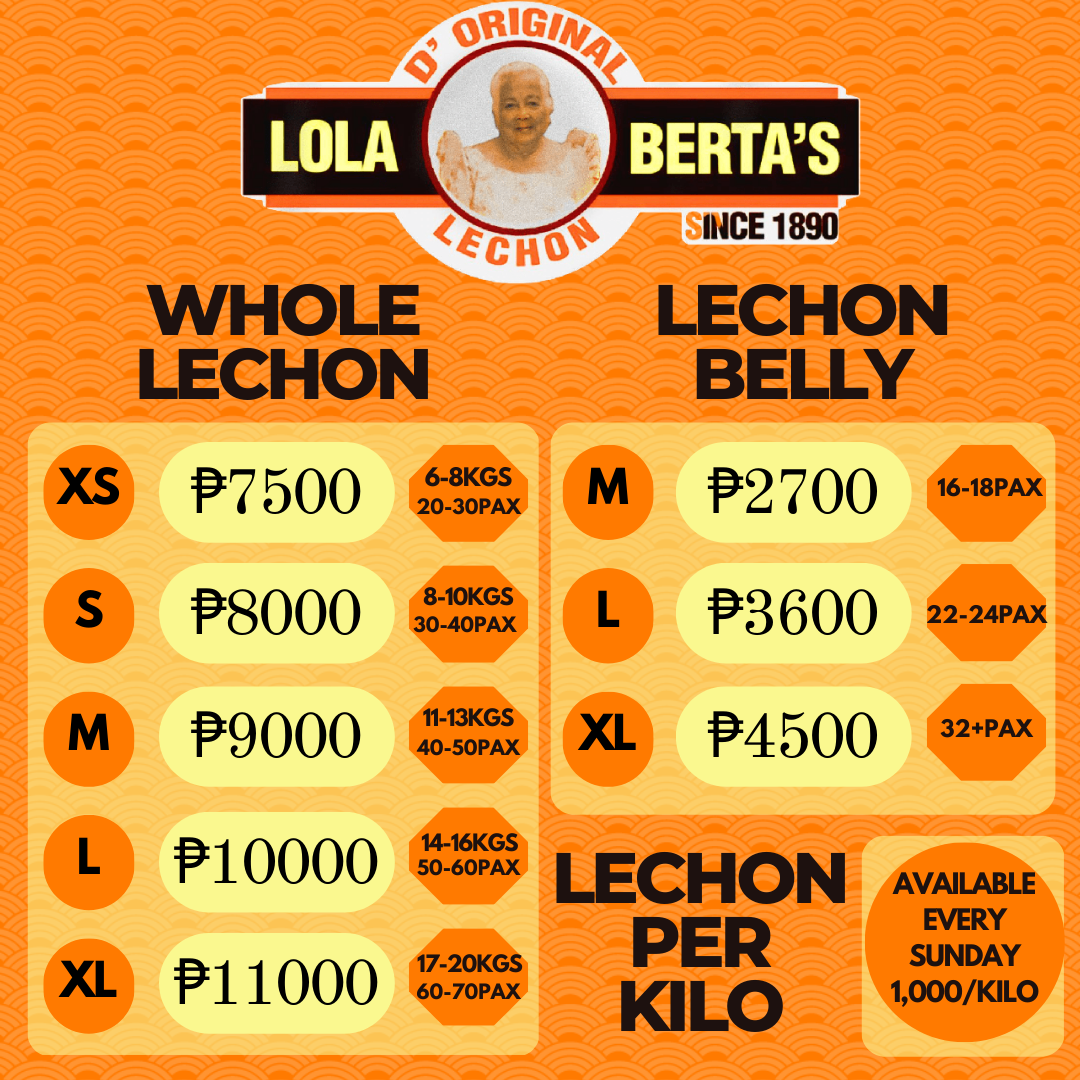 D' ORIGINAL
LOLA BERTA'S
LECHON
SINCE 1890
WHOLE
LECHON
XS ₱7500 6-8KGS
20-30PAX
S ₱8000 8-10KGS
30-40PAX
M ₱9000 11-13KGS
40-50PAX
L ₱10000 14-16KGS
50-60PAX
XL ₱11000 17-20KGS
60-70PAX
LECHON
BELLY
M ₱2700 16-18PAX
L ₱3600 22-24PAX
XL ₱4500 32+PAX
LECHON
PER
KILO
AVAILABLE
EVERY
SUNDAY
1,000/KILO